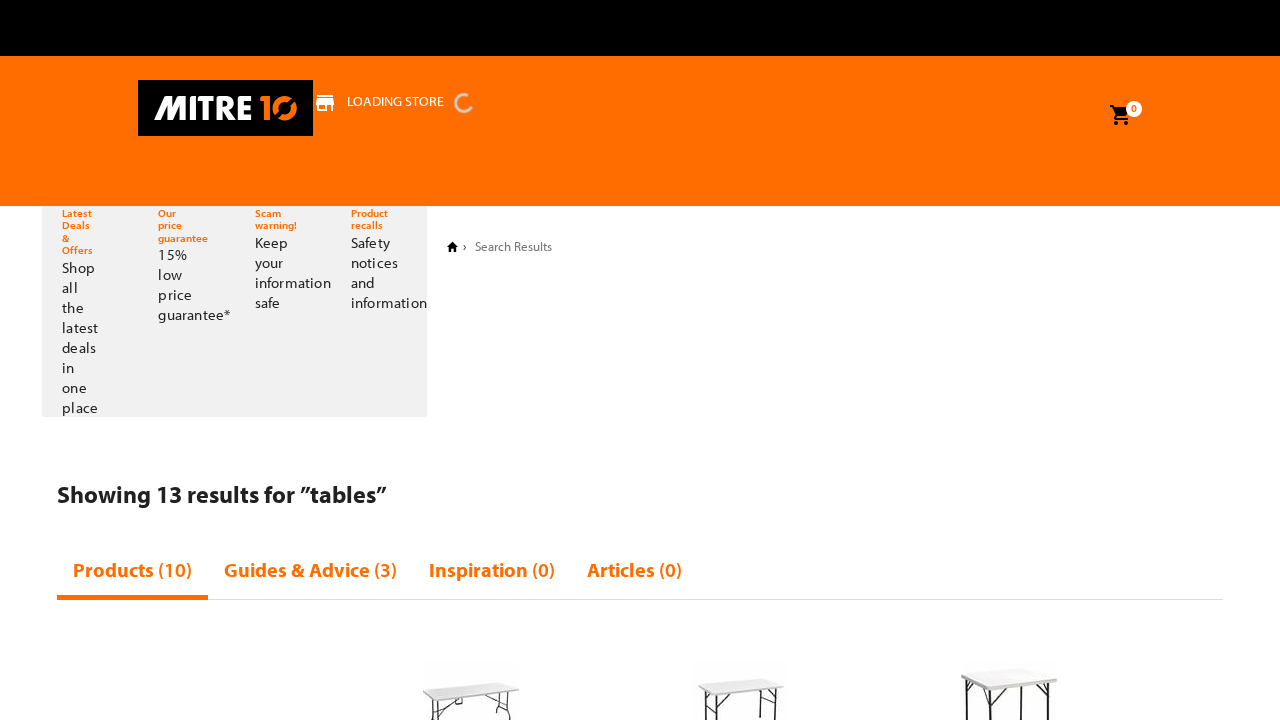 MITRE 10
LOADING STORE
0
Latest
Deals
&
Offers
Shop
all
the
latest
deals
in
one
place
Our
price
guarantee
15%
low
price
guarantee*
Scam
warning!
Keep
your
information
safe
Product
recalls
Safety
notices
and
information
› Search Results
Showing 13 results for ”tables”
Products (10) Guides & Advice (3) Inspiration (0) Articles (0)